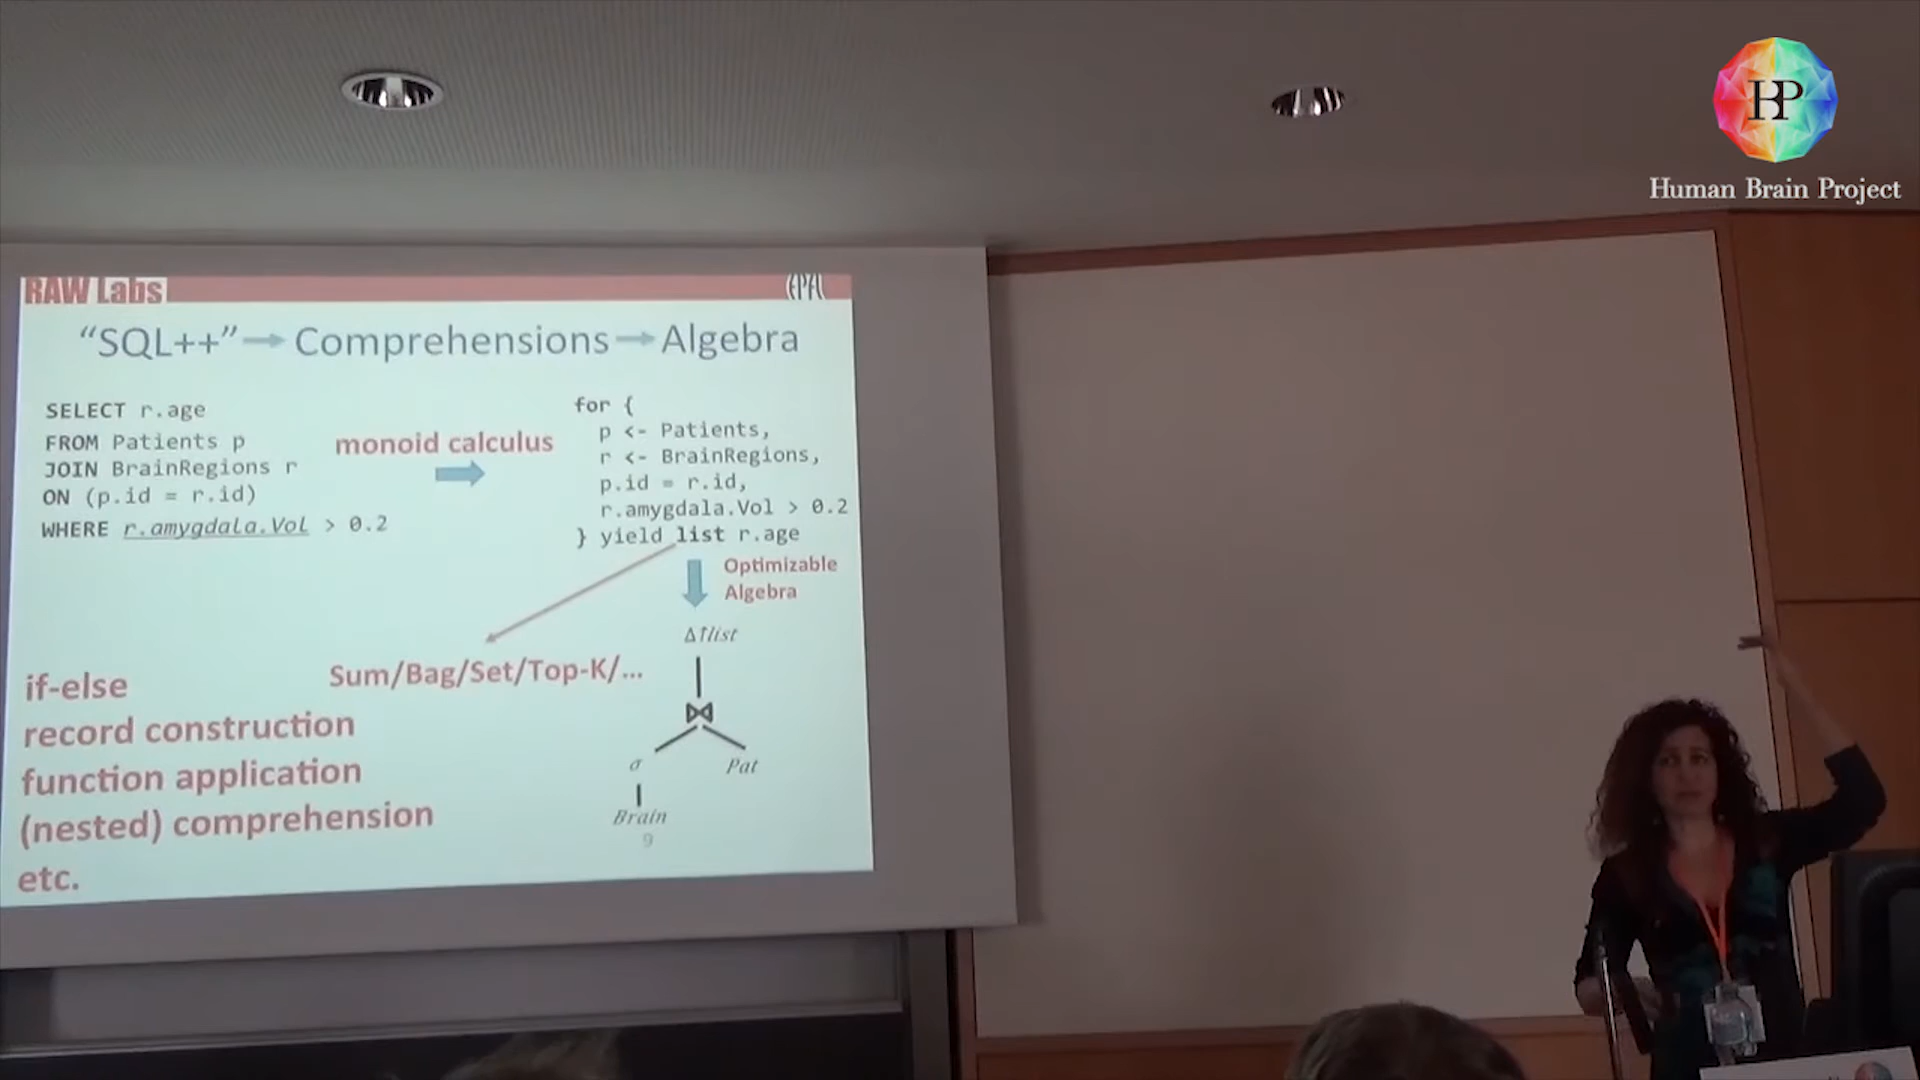 HBP
Human Brain Project
RAW Labs
EPFL
“SQL++” → Comprehensions → Algebra
SELECT r.age
FROM Patients p
JOIN BrainRegions r
ON (p.id = r.id)
WHERE r.amygdala.Vol > 0.2
monoid calculus
for {
p <- Patients,
r <- BrainRegions,
p.id = r.id,
r.amygdala.Vol > 0.2
} yield list r.age
Optimizable
Algebra
Δ↑list
⋈
σ
Pat
Brain
9
Sum/Bag/Set/Top-K/...
if-else
record construction
function application
(nested) comprehension
etc.